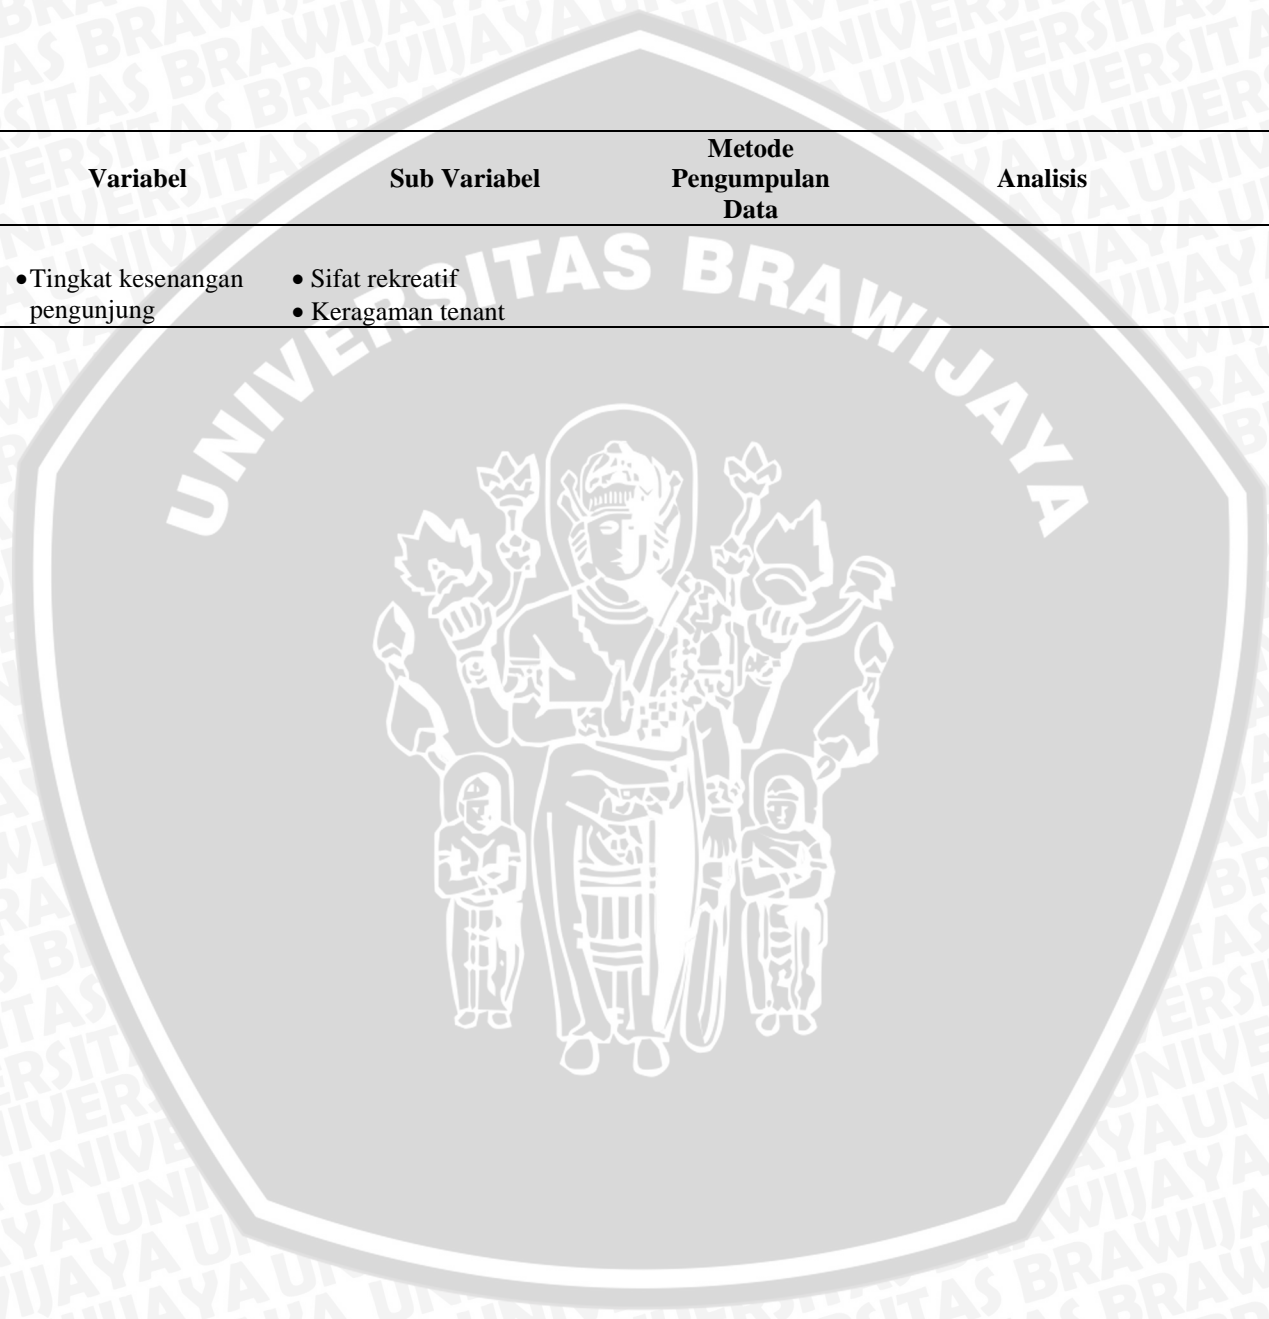 Variabel Sub Variabel Metode Pengumpulan Data Analisis
•Tingkat kesenangan pengunjung
• Sifat rekreatif
• Keragaman tenant
UNIVERSITAS BRAWIJAYA